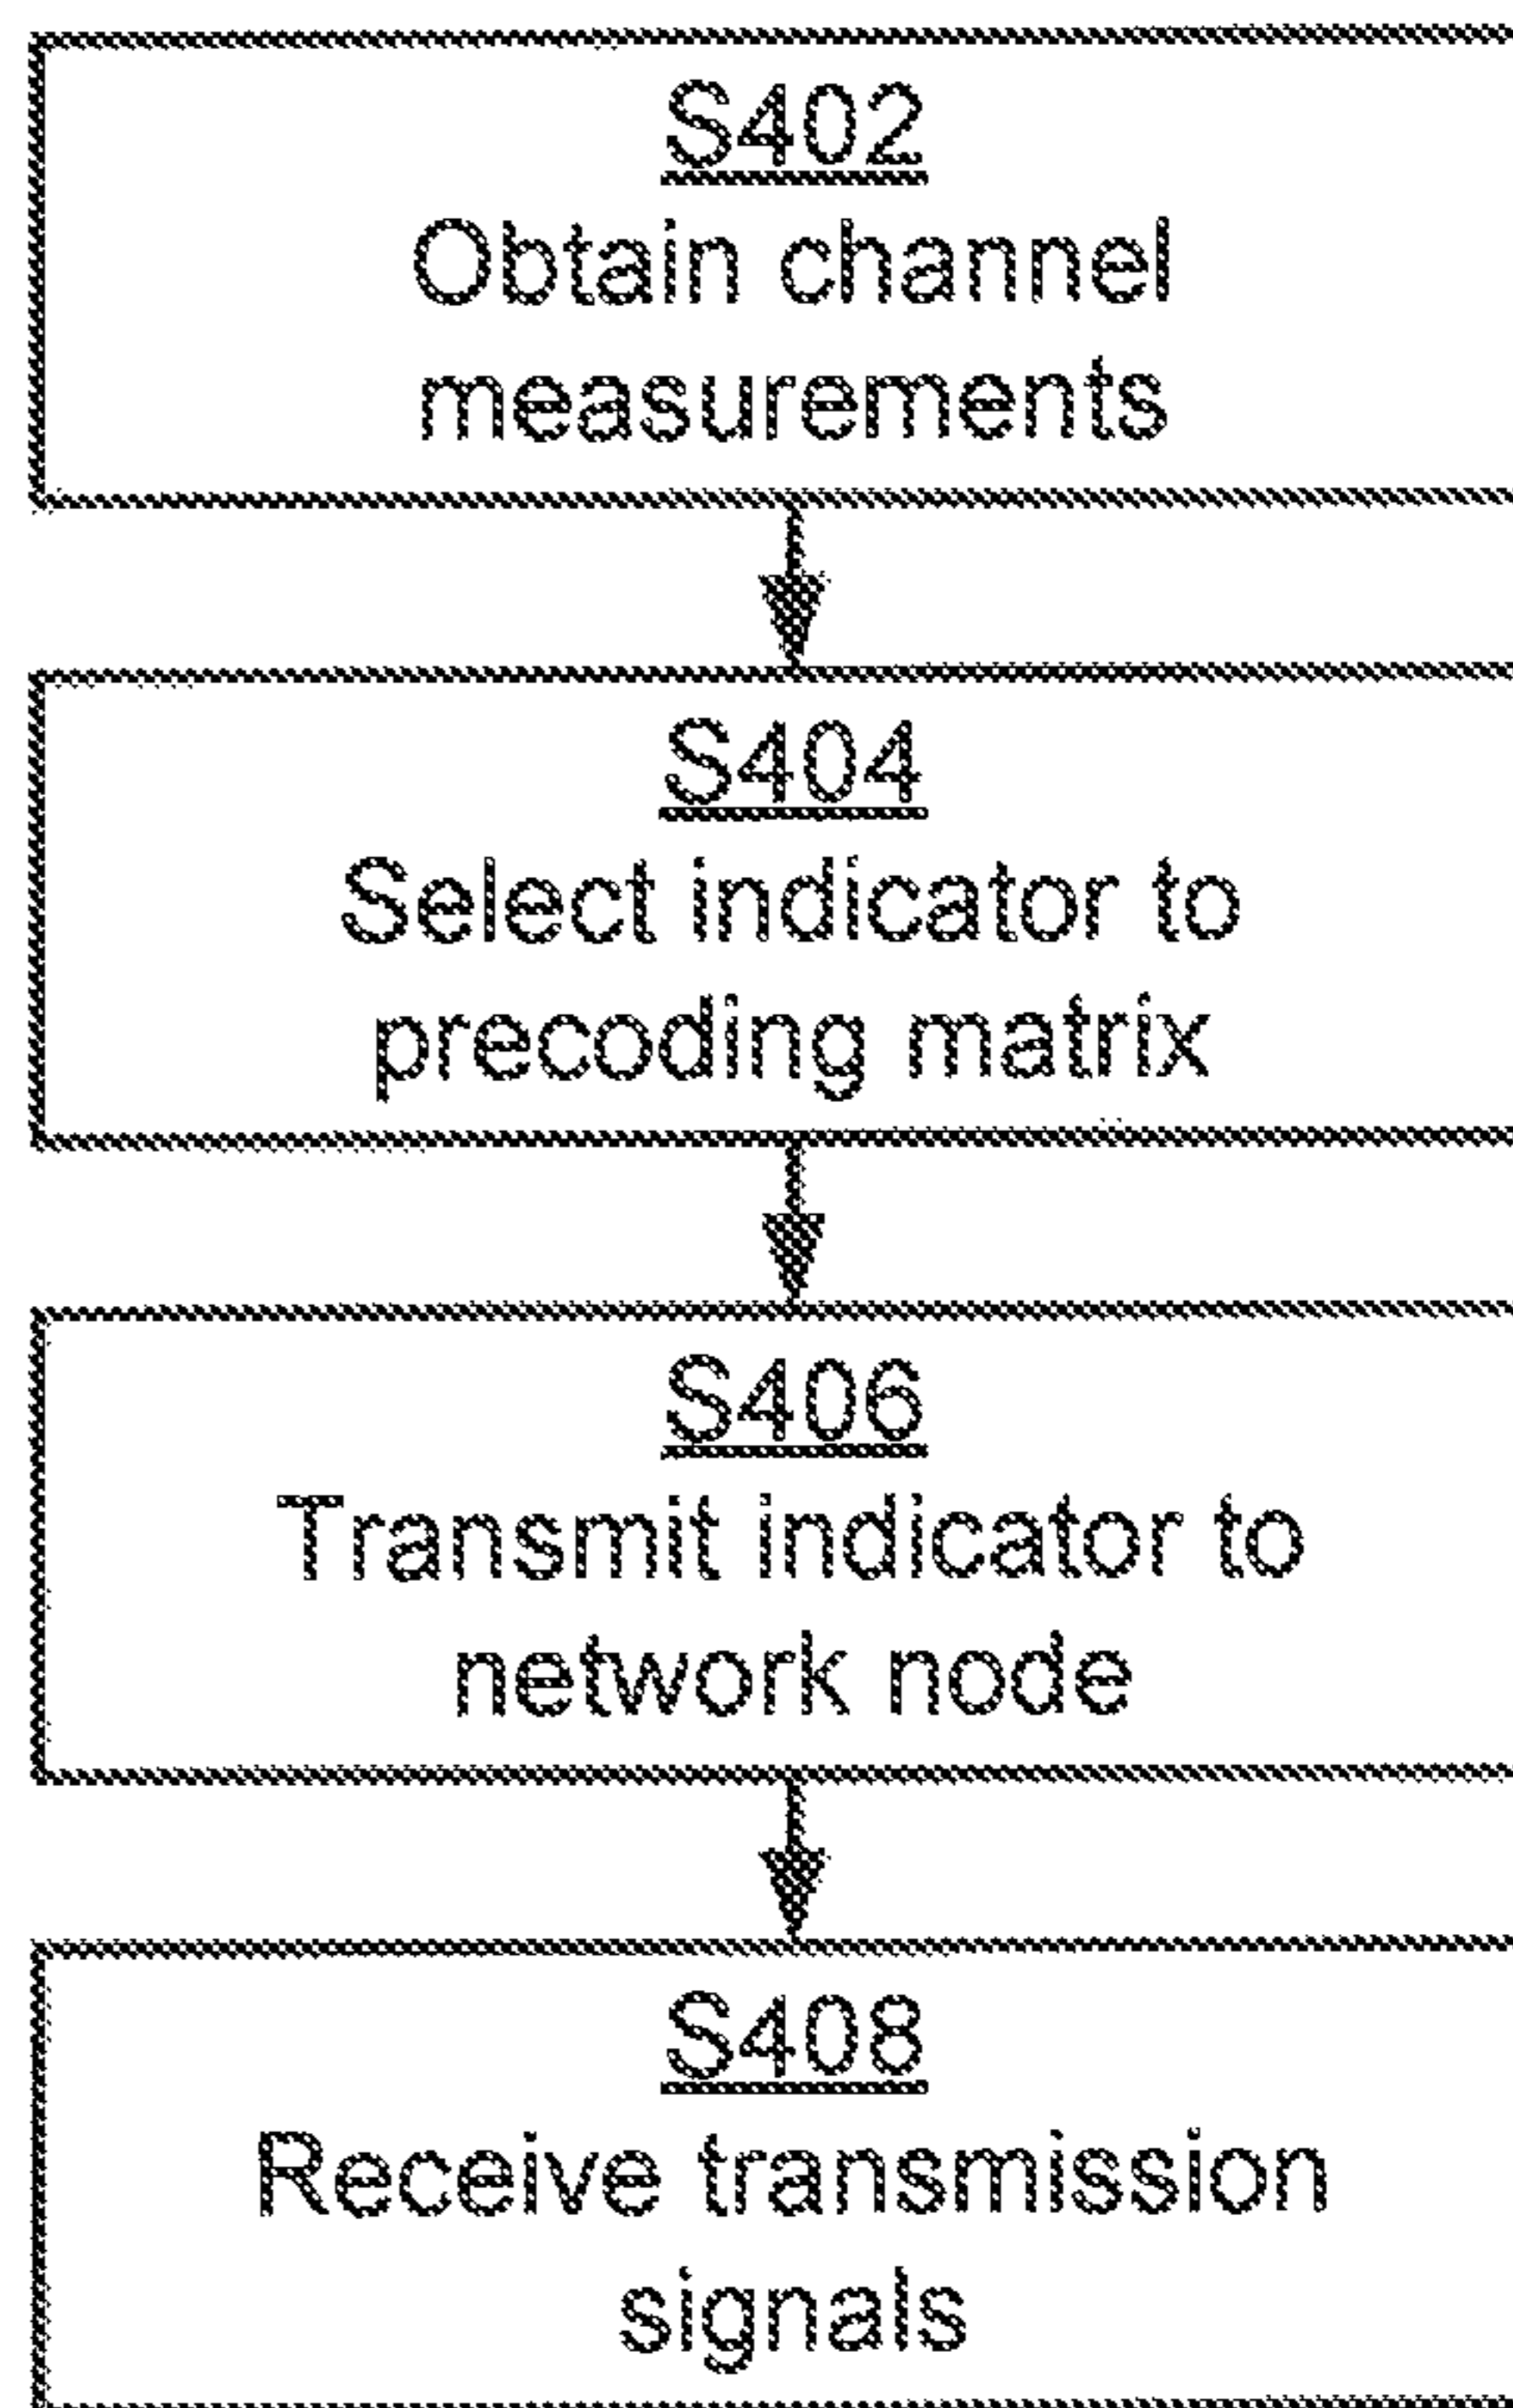 S402
Obtain channel
measurements
S404
Select indicator to
precoding matrix
S406
Transmit indicator to
network node
S408
Receive transmission
signals